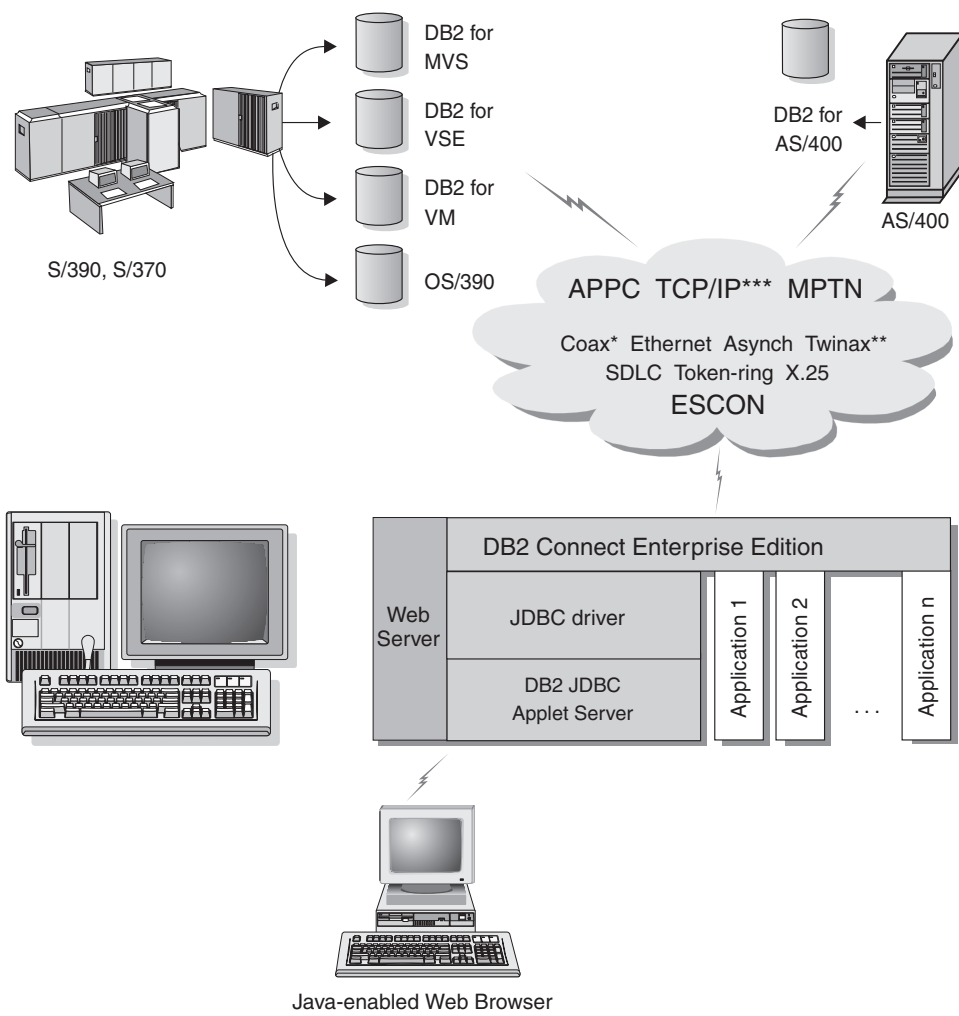 DB2 for
MVS
DB2 for
VSE
DB2 for
VM
OS/390
S/390, S/370
DB2 for
AS/400
AS/400
APPC TCP/IP*** MPTN
Coax* Ethernet Asynch Twinax**
SDLC Token-ring X.25
ESCON
DB2 Connect Enterprise Edition
Web
Server
JDBC driver
DB2 JDBC
Applet Server
Application 1
Application 2
. . .
Application n
Java-enabled Web Browser